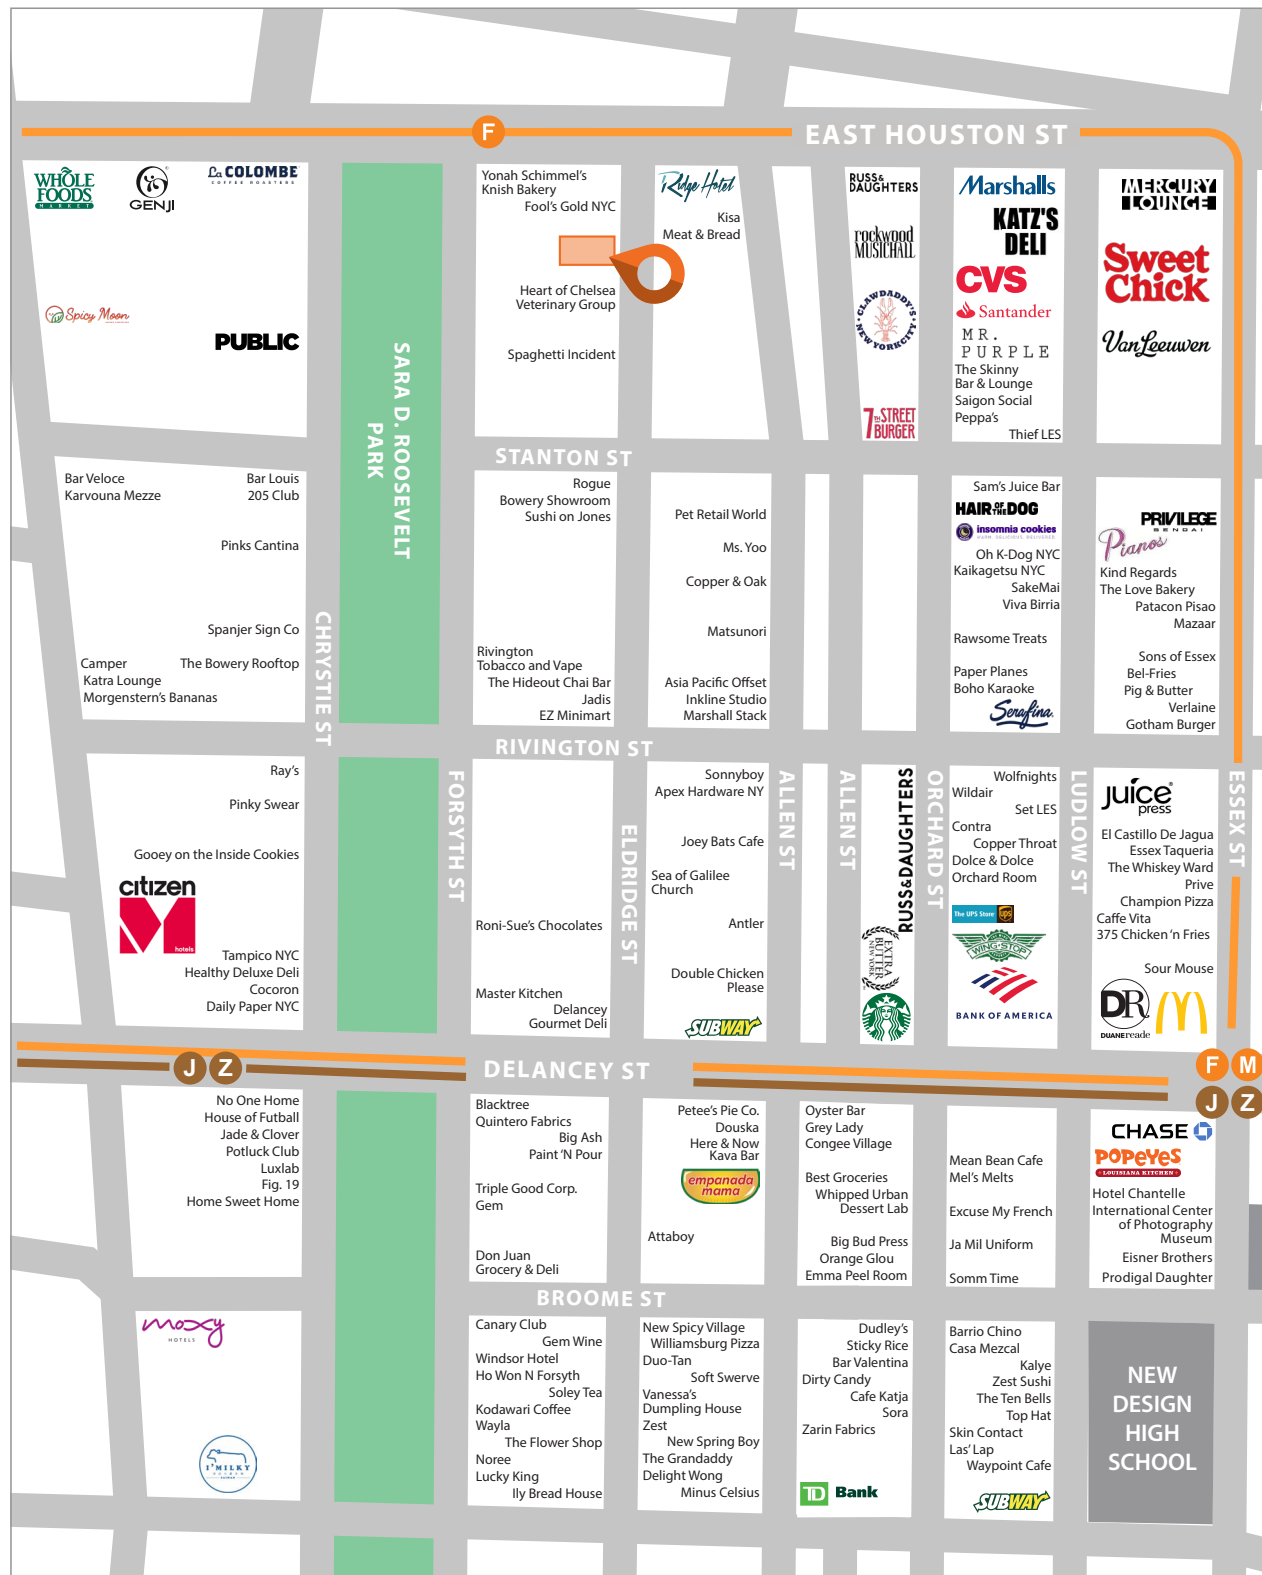 F
EAST HOUSTON ST
WHOLE
FOODS
MARKET
GENJI
La COLOMBE
COFFEE ROASTERS
Spicy Moon
PUBLIC
Yonah Schimmel's
Knish Bakery
Fool's Gold NYC
Heart of Chelsea
Veterinary Group
Spaghetti Incident
Ridge Hotel
Kisa
Meat & Bread
RUSS&
DAUGHTERS
rockwood
MUSICHALL
CLAWDADDY'S
NEW YORK CITY
7TH STREET
BURGER
Marshalls
KATZ'S
DELI
CVS
Santander
MR.
PURPLE
The Skinny
Bar & Lounge
Saigon Social
Peppa's
Thief LES
MERCURY
LOUNGE
Sweet
Chick
Van Leeuwen
SARA D. ROOSEVELT
PARK
STANTON ST
Bar Veloce
Karvouna Mezze
Bar Louis
205 Club
Pinks Cantina
Spanjer Sign Co
Camper
The Bowery Rooftop
Katra Lounge
Morgenstern's Bananas
CHRYSTIE ST
Rogue
Bowery Showroom
Sushi on Jones
Rivington
Tobacco and Vape
The Hideout Chai Bar
Jadis
EZ Minimart
Pet Retail World
Ms. Yoo
Copper & Oak
Matsunori
Asia Pacific Offset
Inkline Studio
Marshall Stack
Sam's Juice Bar
HAIR OF THE DOG
insomnia cookies
WARM. DELICIOUS. DELIVERED.
Oh K-Dog NYC
Kaikagetsu NYC
SakeMai
Viva Birria
Rawsome Treats
Paper Planes
Boho Karaoke
Serafina
PRIVILEGE
BENDAI
Pianos
Kind Regards
The Love Bakery
Patacon Pisao
Mazaar
Sons of Essex
Bel-Fries
Pig & Butter
Verlaine
Gotham Burger
RIVINGTON ST
Ray's
Pinky Swear
Gooey on the Inside Cookies
citizen
M
hotels
Tampico NYC
Healthy Deluxe Deli
Cocoron
Daily Paper NYC
FORSYTH ST
Roni-Sue's Chocolates
Master Kitchen
Delancey
Gourmet Deli
ELDRIDGE ST
Sonnyboy
Apex Hardware NY
Joey Bats Cafe
Sea of Galilee
Church
Antler
Double Chicken
Please
SUBWAY
ALLEN ST
ALLEN ST
RUSS&DAUGHTERS
EXTRA
BUTTER
NEW YORK
ORCHARD ST
Wolfnights
Wildair
Set LES
Contra
Copper Throat
Dolce & Dolce
Orchard Room
The UPS Store
ups
WING·STOP
BANK OF AMERICA
LUDLOW ST
Juice
press
El Castillo De Jagua
Essex Taqueria
The Whiskey Ward
Prive
Champion Pizza
Caffe Vita
375 Chicken 'n Fries
Sour Mouse
DR
DUANEreade
ESSEX ST
J Z
DELANCEY ST
F M
J Z
No One Home
House of Futball
Jade & Clover
Potluck Club
Luxlab
Fig. 19
Home Sweet Home
Blacktree
Quintero Fabrics
Big Ash
Paint 'N Pour
Triple Good Corp.
Gem
Don Juan
Grocery & Deli
Petee's Pie Co.
Douska
Here & Now
Kava Bar
empanada
mama
Attaboy
Oyster Bar
Grey Lady
Congee Village
Best Groceries
Whipped Urban
Dessert Lab
Big Bud Press
Orange Glou
Emma Peel Room
Mean Bean Cafe
Mel's Melts
Excuse My French
Ja Mil Uniform
Somm Time
CHASE
POPEYES
LOUISIANA KITCHEN
Hotel Chantelle
International Center
of Photography
Museum
Eisner Brothers
Prodigal Daughter
BROOME ST
moxy
HOTELS
I'MILKY
Canary Club
Gem Wine
Windsor Hotel
Ho Won N Forsyth
Soley Tea
Kodawari Coffee
Wayla
The Flower Shop
Noree
Lucky King
Ily Bread House
New Spicy Village
Williamsburg Pizza
Duo-Tan
Soft Swerve
Vanessa's
Dumpling House
Zest
New Spring Boy
The Grandaddy
Delight Wong
Minus Celsius
Dudley's
Sticky Rice
Bar Valentina
Dirty Candy
Cafe Katja
Sora
Zarin Fabrics
TD Bank
Barrio Chino
Casa Mezcal
Kalye
Zest Sushi
The Ten Bells
Top Hat
Skin Contact
Las' Lap
Waypoint Cafe
SUBWAY
NEW
DESIGN
HIGH
SCHOOL